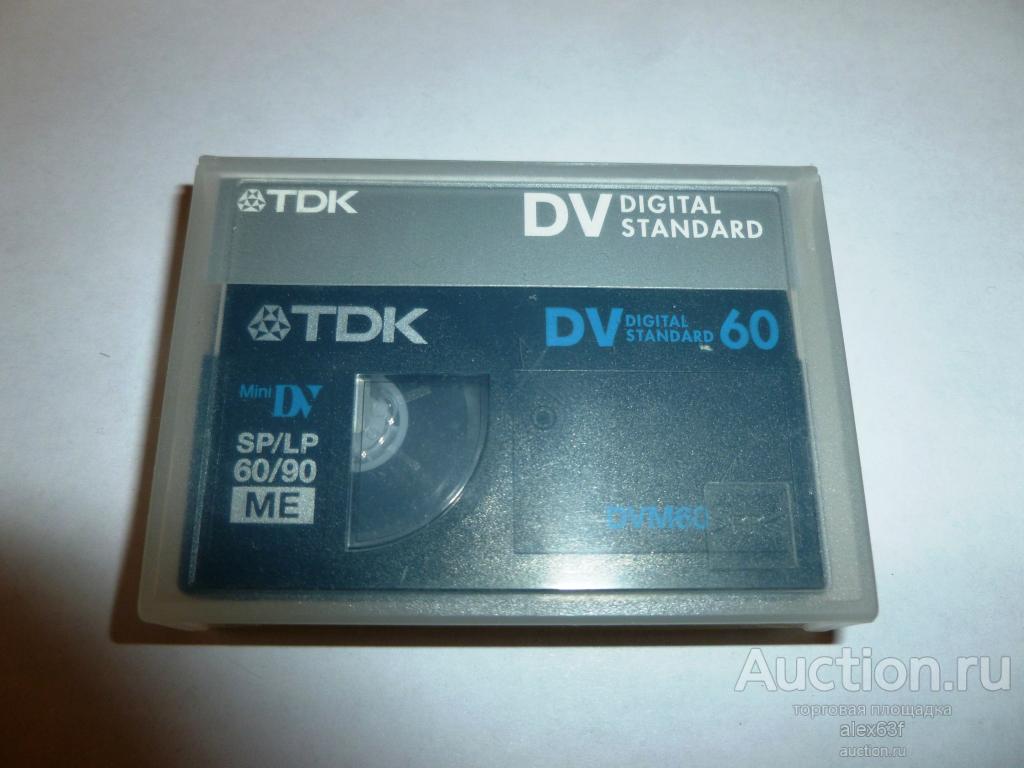 TDK
DV DIGITAL STANDARD
TDK
DV DIGITAL STANDARD 60
Mini DV
SP/LP
60/90
ME
DVM60
Auction.ru
торговая площадка
alex63f
auction.ru